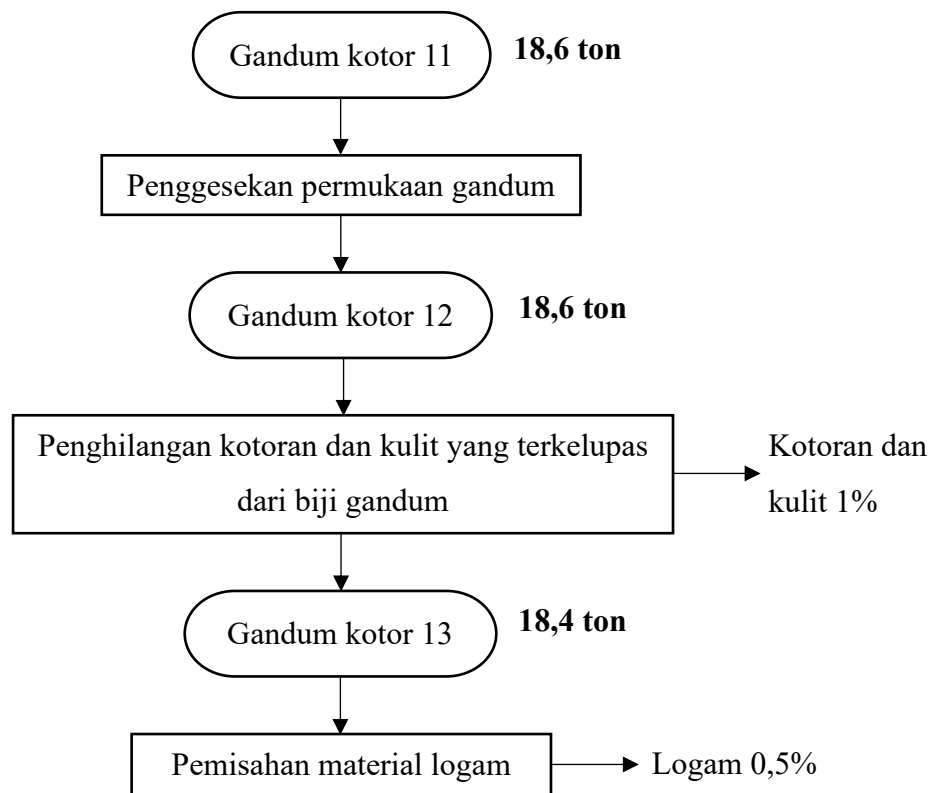 Gandum kotor 11
18,6 ton
Penggesekan permukaan gandum
Gandum kotor 12
18,6 ton
Penghilangan kotoran dan kulit yang terkelupas
dari biji gandum
Kotoran dan
kulit 1%
Gandum kotor 13
18,4 ton
Pemisahan material logam
Logam 0,5%